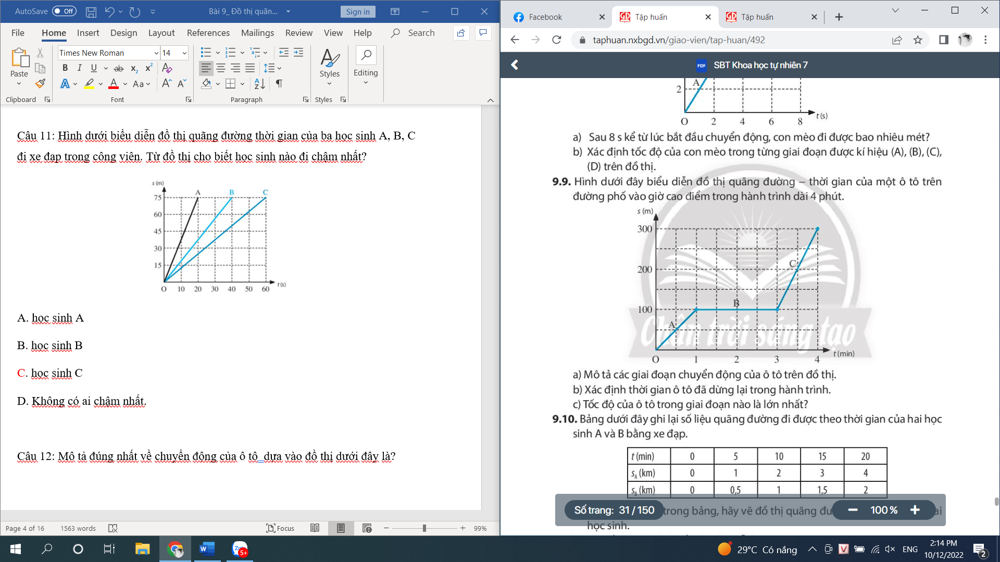 AutoSave Off Bài 9_ Đồ thị quãn... Sign in
File Home Insert Design Layout References Mailings Review View Help Search
Paste
Times New Roman 14
Styles Editing
Clipboard Font Paragraph Styles
Câu 11: Hình dưới biểu diễn đồ thị quãng đường thời gian của ba học sinh A, B, C
đi xe đạp trong công viên. Từ đồ thị cho biết học sinh nào đi chậm nhất?
s (m)
A B C
75
60
45
30
15
O 10 20 30 40 50 60 t (s)
A. học sinh A
B. học sinh B
C. học sinh C
D. Không có ai chậm nhất.
Câu 12: Mô tả đúng nhất về chuyển động của ô tô dựa vào đồ thị dưới đây là?
Page 4 of 16 1563 words Focus 99%
Facebook Tập huấn Tập huấn
taphuan.nxbgd.vn/giao-vien/tap-huan/492
PDF SBT Khoa học tự nhiên 7
A
2
t (s)
O 2 4 6 8
a) Sau 8 s kể từ lúc bắt đầu chuyển động, con mèo đi được bao nhiêu mét?
b) Xác định tốc độ của con mèo trong từng giai đoạn được kí hiệu (A), (B), (C),
(D) trên đồ thị.
9.9. Hình dưới đây biểu diễn đồ thị quãng đường – thời gian của một ô tô trên
đường phố vào giờ cao điểm trong hành trình dài 4 phút.
s (m)
300
200
C
100
B
A
Chân trời sáng tạo
O 1 2 3 4 t (min)
a) Mô tả các giai đoạn chuyển động của ô tô trên đồ thị.
b) Xác định thời gian ô tô đã dừng lại trong hành trình.
c) Tốc độ của ô tô trong giai đoạn nào là lớn nhất?
9.10. Bảng dưới đây ghi lại số liệu quãng đường đi được theo thời gian của hai học
sinh A và B bằng xe đạp.
t (min) 0 5 10 15 20
sA (km) 0 1 2 3 4
sB (km) 0 0,5 1 1,5 2
Số trang: 31 / 150 trong bảng, hãy vẽ đồ thị quãng đư 100 % ai
học sinh.
5+
29°C Có nắng ENG 2:14 PM
10/12/2022 2